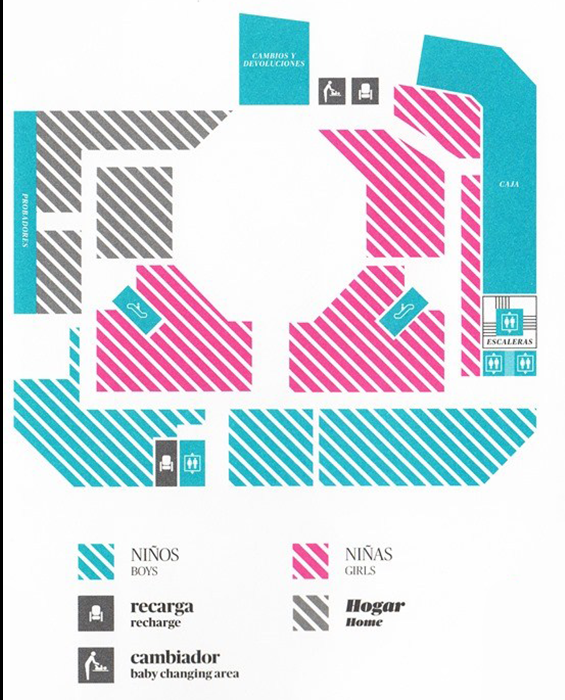 CAMBIOS Y
DEVOLUCIONES
CAJA
PROBADORES
ESCALERAS
NIÑOS
BOYS
NIÑAS
GIRLS
recarga
recharge
Hogar
Home
cambiador
baby changing area